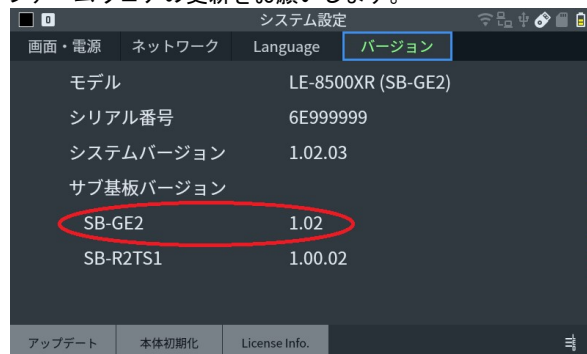 ファームウェアの更新をお願いします。
0 システム設定
画面・電源 ネットワーク Language バージョン
モデル LE-8500XR (SB-GE2)
シリアル番号 6E999999
システムバージョン 1.02.03
サブ基板バージョン
SB-GE2 1.02
SB-R2TS1 1.00.02
アップデート 本体初期化 License Info.